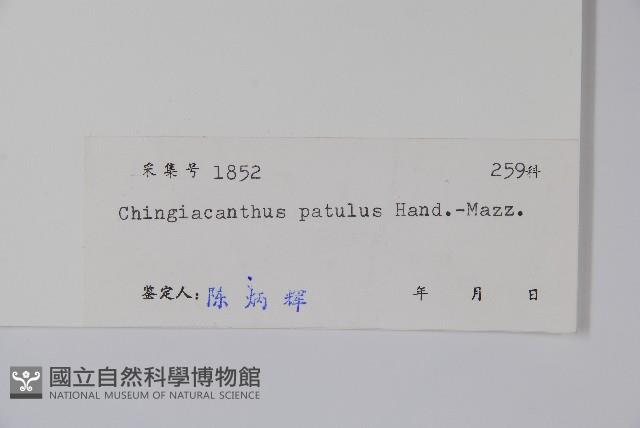 采集号 1852 259科
Chingiacanthus patulus Hand.-Mazz.
鉴定人: 陈炳辉 年 月 日
國立自然科學博物館
NATIONAL MUSEUM OF NATURAL SCIENCE